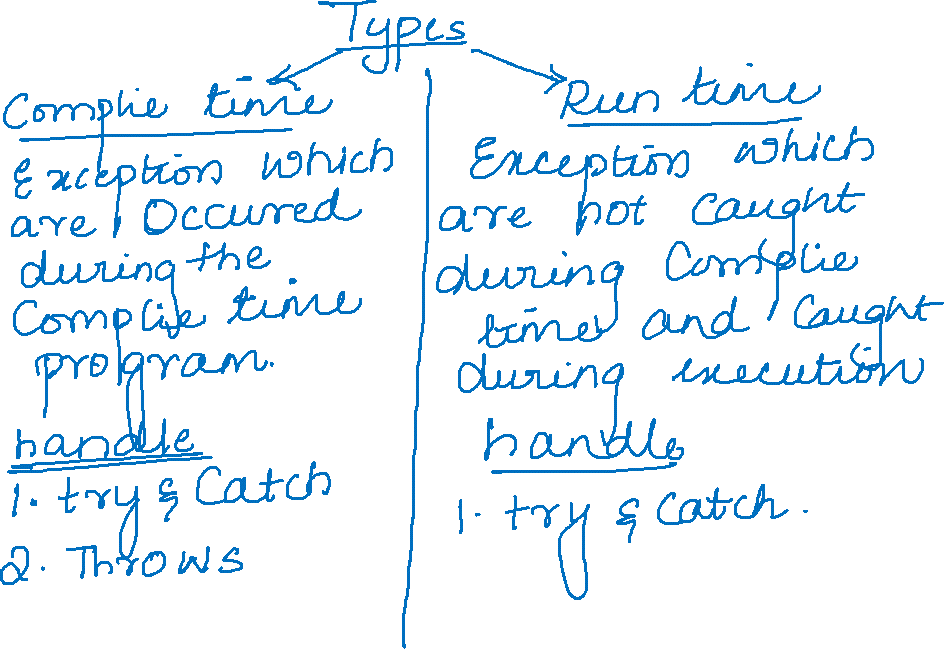 Types
Complie time
Exception which
are Occured
during the
Complie time
program.
handle
1. try & Catch
2. Throws
Run time
Exception which
are not caught
during Complie
time and Caught
during execution
handle
1. try & Catch.